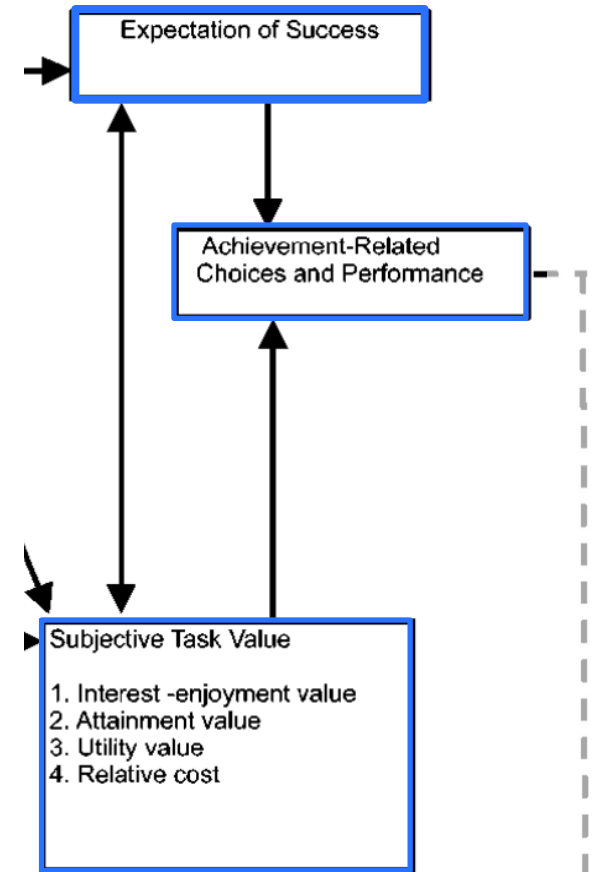 Expectation of Success
Achievement-Related
Choices and Performance
Subjective Task Value
1. Interest -enjoyment value
2. Attainment value
3. Utility value
4. Relative cost